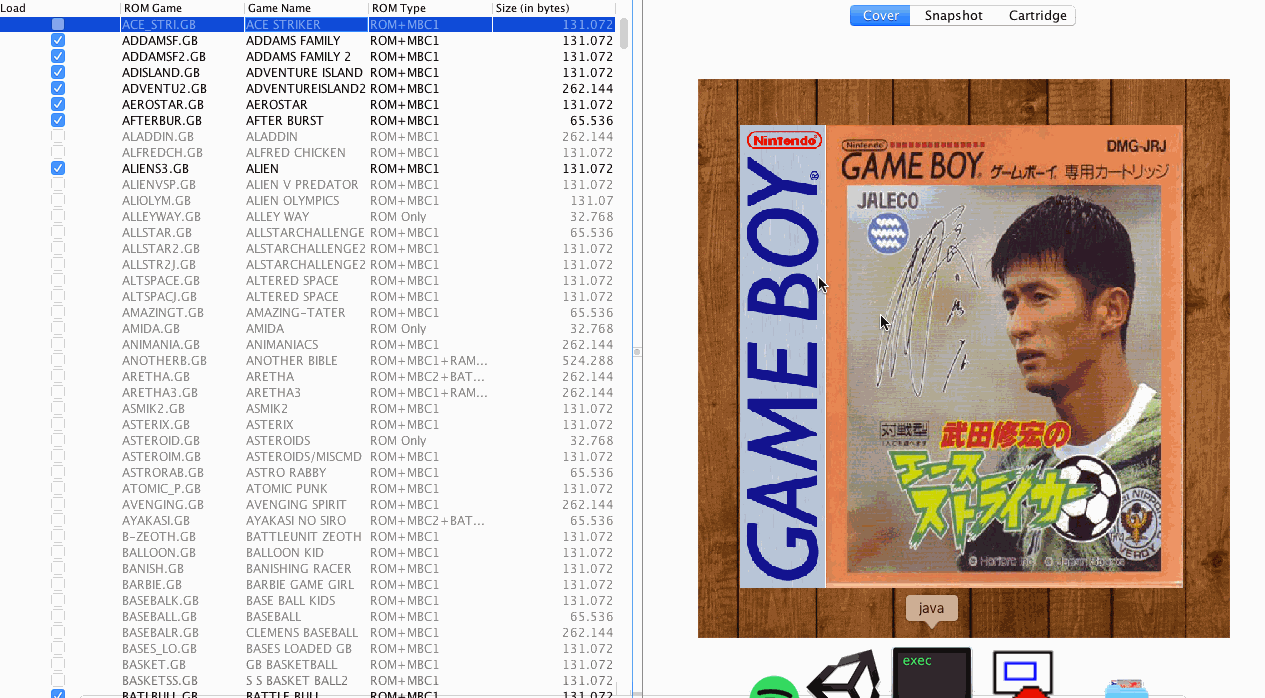 Load ROM Game Game Name ROM Type Size (in bytes)
ACE_STRI.GB ACE STRIKER ROM+MBC1 131.072
ADDAMSF.GB ADDAMS FAMILY ROM+MBC1 131.072
ADDAMSF2.GB ADDAMS FAMILY 2 ROM+MBC1 131.072
ADISLAND.GB ADVENTURE ISLAND ROM+MBC1 131.072
ADVENTU2.GB ADVENTUREISLAND2 ROM+MBC1 262.144
AEROSTAR.GB AEROSTAR ROM+MBC1 131.072
AFTERBUR.GB AFTER BURST ROM+MBC1 65.536
ALADDIN.GB ALADDIN ROM+MBC1 262.144
ALFREDCH.GB ALFRED CHICKEN ROM+MBC1 131.072
ALIENS3.GB ALIEN ROM+MBC1 131.072
ALIENVSP.GB ALIEN V PREDATOR ROM+MBC1 131.072
ALIOLYM.GB ALIEN OLYMPICS ROM+MBC1 131.07
ALLEYWAY.GB ALLEY WAY ROM Only 32.768
ALLSTAR.GB ALLSTARCHALLENGE ROM+MBC1 65.536
ALLSTAR2.GB ALSTARCHALLENGE2 ROM+MBC1 131.072
ALLSTR2J.GB ALSTARCHALLENGE2 ROM+MBC1 131.072
ALTSPACE.GB ALTERED SPACE ROM+MBC1 131.072
ALTSPACJ.GB ALTERED SPACE ROM+MBC1 131.072
AMAZINGT.GB AMAZING-TATER ROM+MBC1 65.536
AMIDA.GB AMIDA ROM Only 32.768
ANIMANIA.GB ANIMANIACS ROM+MBC1 262.144
ANOTHERB.GB ANOTHER BIBLE ROM+MBC1+RAM... 524.288
ARETHA.GB ARETHA ROM+MBC2+BAT... 262.144
ARETHA3.GB ARETHA3 ROM+MBC1+RAM... 262.144
ASMIK2.GB ASMIK2 ROM+MBC1 131.072
ASTERIX.GB ASTERIX ROM+MBC1 131.072
ASTEROID.GB ASTEROIDS ROM Only 32.768
ASTEROIM.GB ASTEROIDS/MISCMD ROM+MBC1 131.072
ASTRORAB.GB ASTRO RABBY ROM+MBC1 65.536
ATOMIC_P.GB ATOMIC PUNK ROM+MBC1 131.072
AVENGING.GB AVENGING SPIRIT ROM+MBC1 262.144
AYAKASI.GB AYAKASI NO SIRO ROM+MBC2+BAT... 65.536
B-ZEOTH.GB BATTLEUNIT ZEOTH ROM+MBC1 131.072
BALLOON.GB BALLOON KID ROM+MBC1 131.072
BANISH.GB BANISHING RACER ROM+MBC1 131.072
BARBIE.GB BARBIE GAME GIRL ROM+MBC1 131.072
BASEBALK.GB BASE BALL KIDS ROM+MBC1 131.072
BASEBALL.GB BASEBALL ROM+MBC1 65.536
BASEBALR.GB CLEMENS BASEBALL ROM+MBC1 262.144
BASES_LO.GB BASES LOADED GB ROM+MBC1 131.072
BASKET.GB GB BASKETBALL ROM+MBC1 131.072
BASKETSS.GB S S BASKET BALL2 ROM+MBC1 131.072
BATLBULL.GB BATTLE BULL ROM+MBC1 131.072
Cover Snapshot Cartridge
Nintendo
GAME BOY
Nintendo
DMG-JRJ
GAME BOY ゲームボーイ 専用カートリッジ
JALECO
対戦型
武田修宏の
エース
ストライカー
java
exec